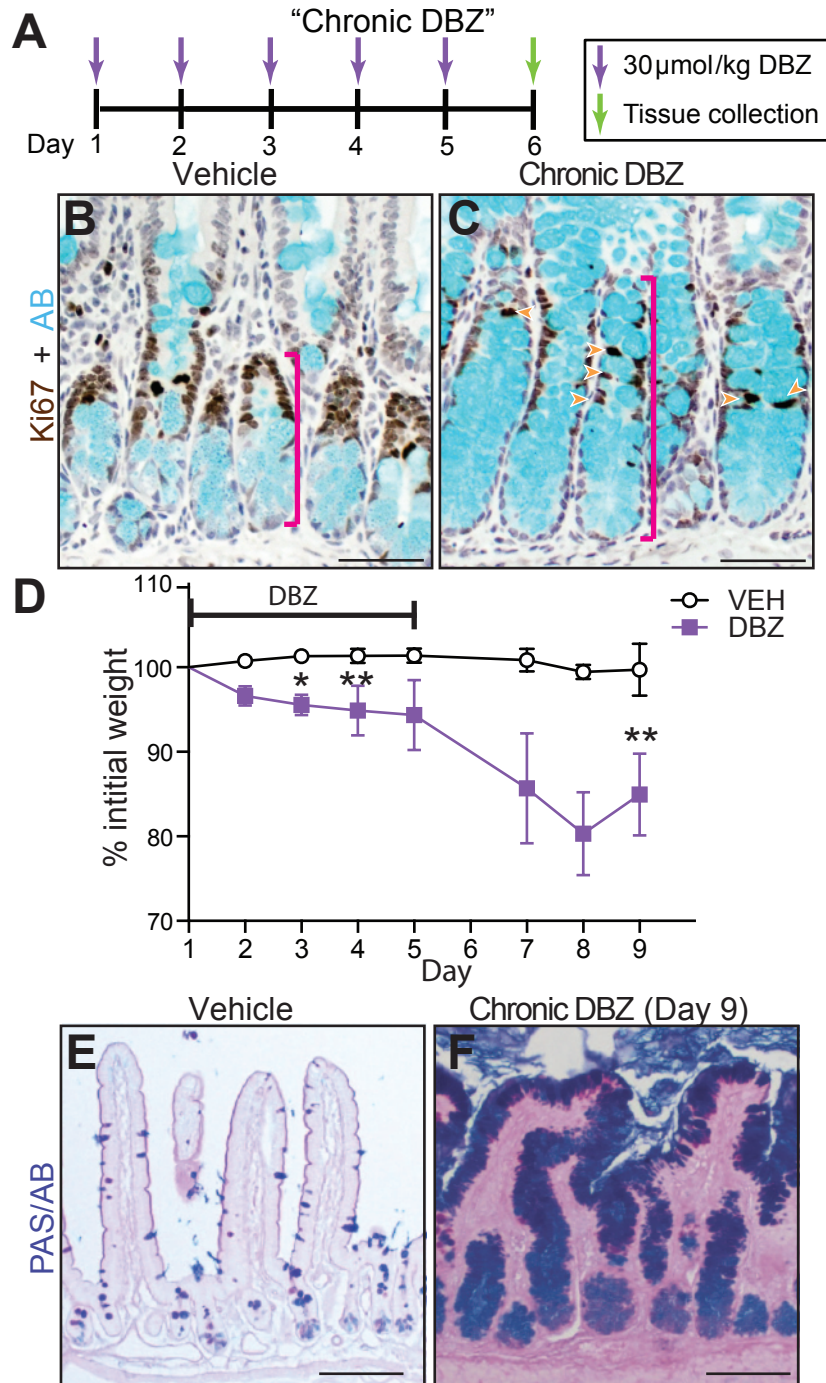 A
"Chronic DBZ"
30µmol/kg DBZ
Tissue collection
Day 1 2 3 4 5 6
Vehicle
Chronic DBZ
B
C
Ki67 + AB
D
DBZ
VEH
DBZ
110
100
90
80
70
% intitial weight
* **
**
1 2 3 4 5 6 7 8 9
Day
Vehicle
Chronic DBZ (Day 9)
E
F
PAS/AB